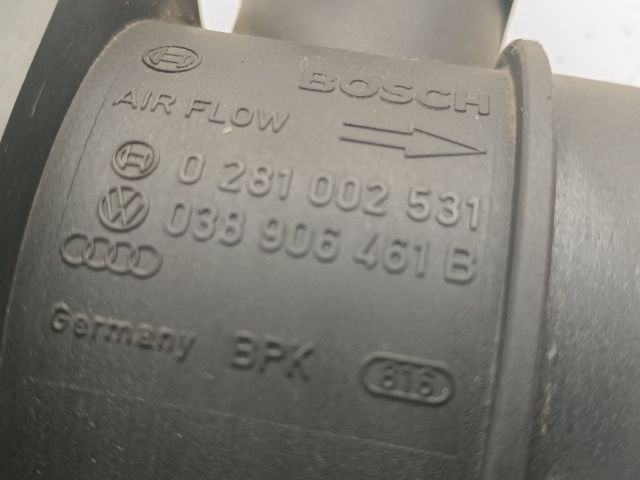 BOSCH
AIR FLOW
0 281 002 531
038 906 461 B
Germany BPK 816